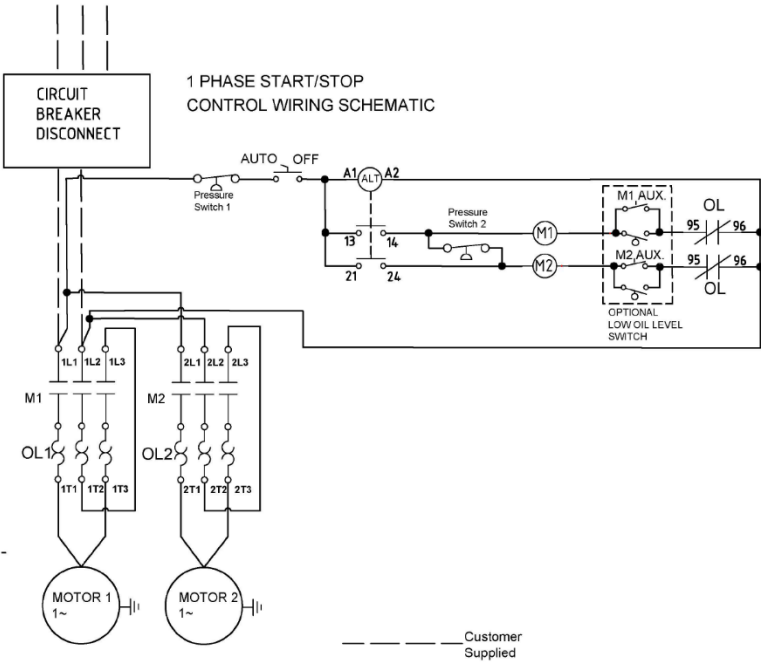 1 PHASE START/STOP
CONTROL WIRING SCHEMATIC
CIRCUIT
BREAKER
DISCONNECT
AUTO OFF
Pressure
Switch 1
A1 ALT A2
Pressure
Switch 2
13 14
21 24
M1
M2
M1 AUX.
M2 AUX.
OL
95 96
95 96
OL
OPTIONAL
LOW OIL LEVEL
SWITCH
1L1 1L2 1L3
2L1 2L2 2L3
M1
M2
OL1
OL2
1T1 1T2 1T3
2T1 2T2 2T3
MOTOR 1
1~
MOTOR 2
1~
Customer
Supplied